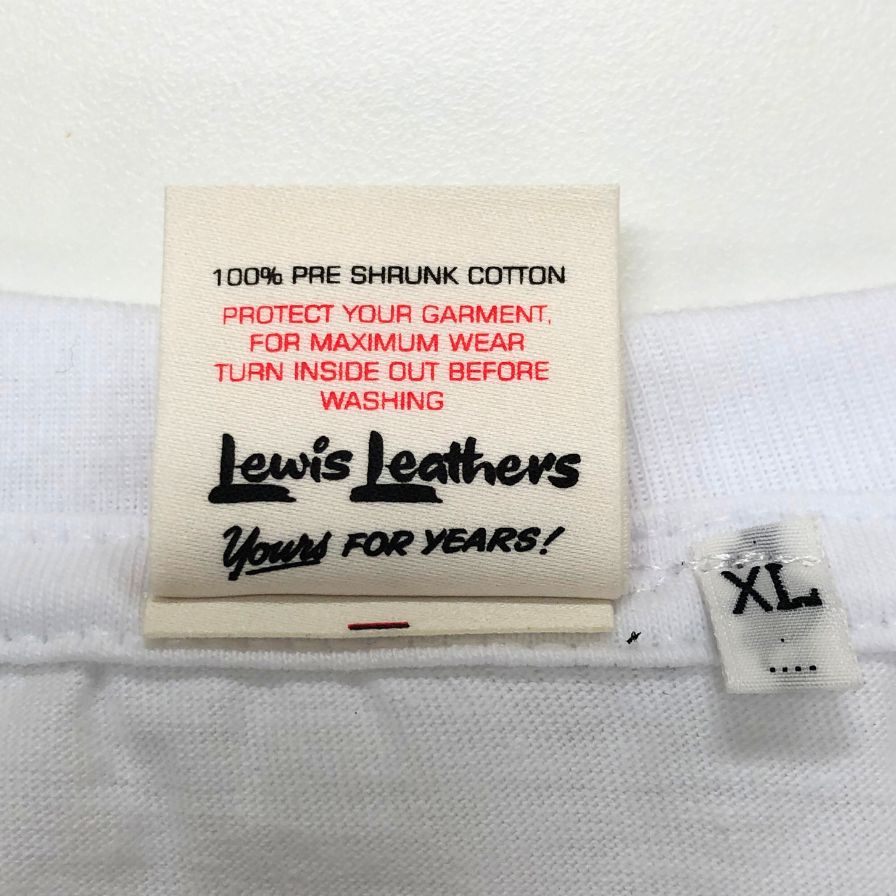 100% PRE SHRUNK COTTON
PROTECT YOUR GARMENT,
FOR MAXIMUM WEAR
TURN INSIDE OUT BEFORE
WASHING
Lewis Leathers
Yours FOR YEARS!
XL